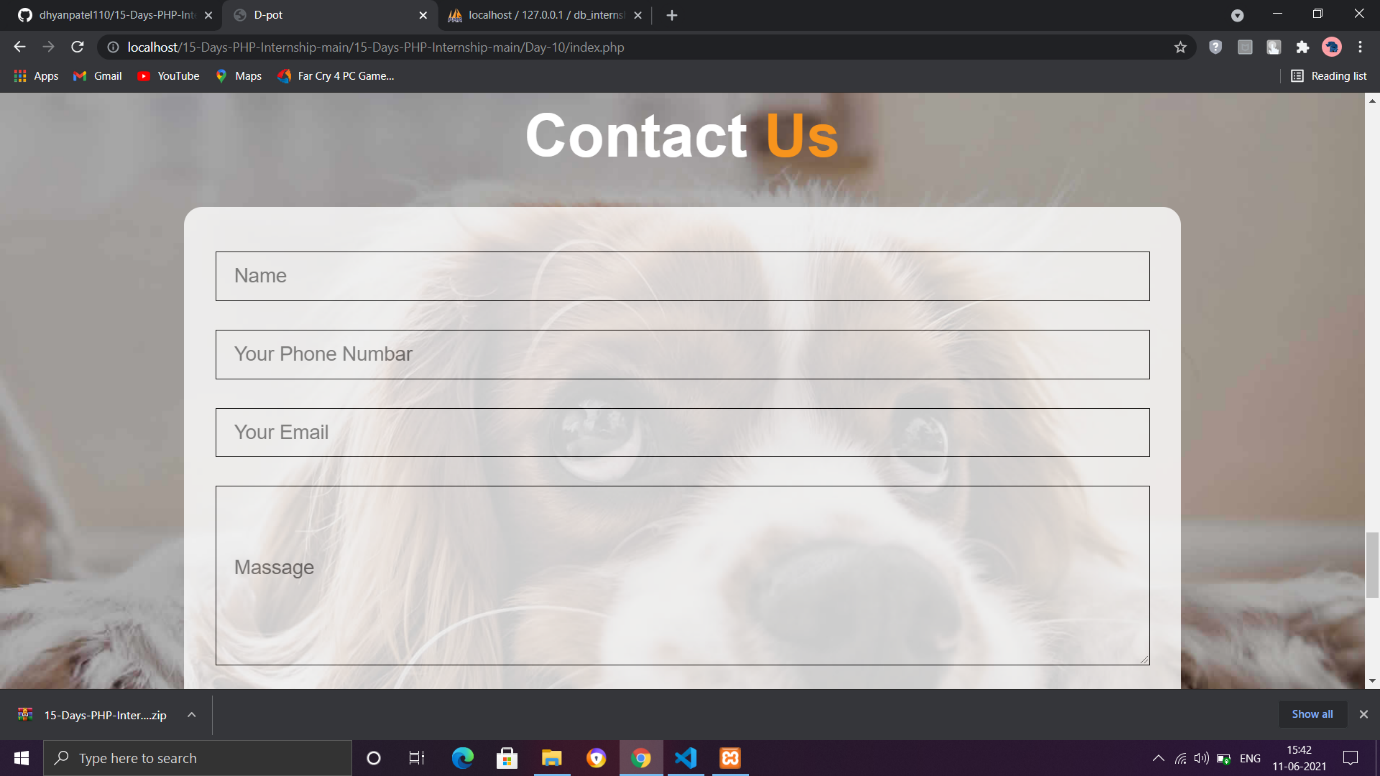 dhyanpatel110/15-Days-PHP-Int
D-pot
localhost / 127.0.0.1 / db_interns
localhost/15-Days-PHP-Internship-main/15-Days-PHP-Internship-main/Day-10/index.php
Apps
Gmail
YouTube
Maps
Far Cry 4 PC Game...
Reading list
Contact Us
Name
Your Phone Numbar
Your Email
Massage
15-Days-PHP-Inter....zip
Show all
Type here to search
ENG
15:42
11-06-2021